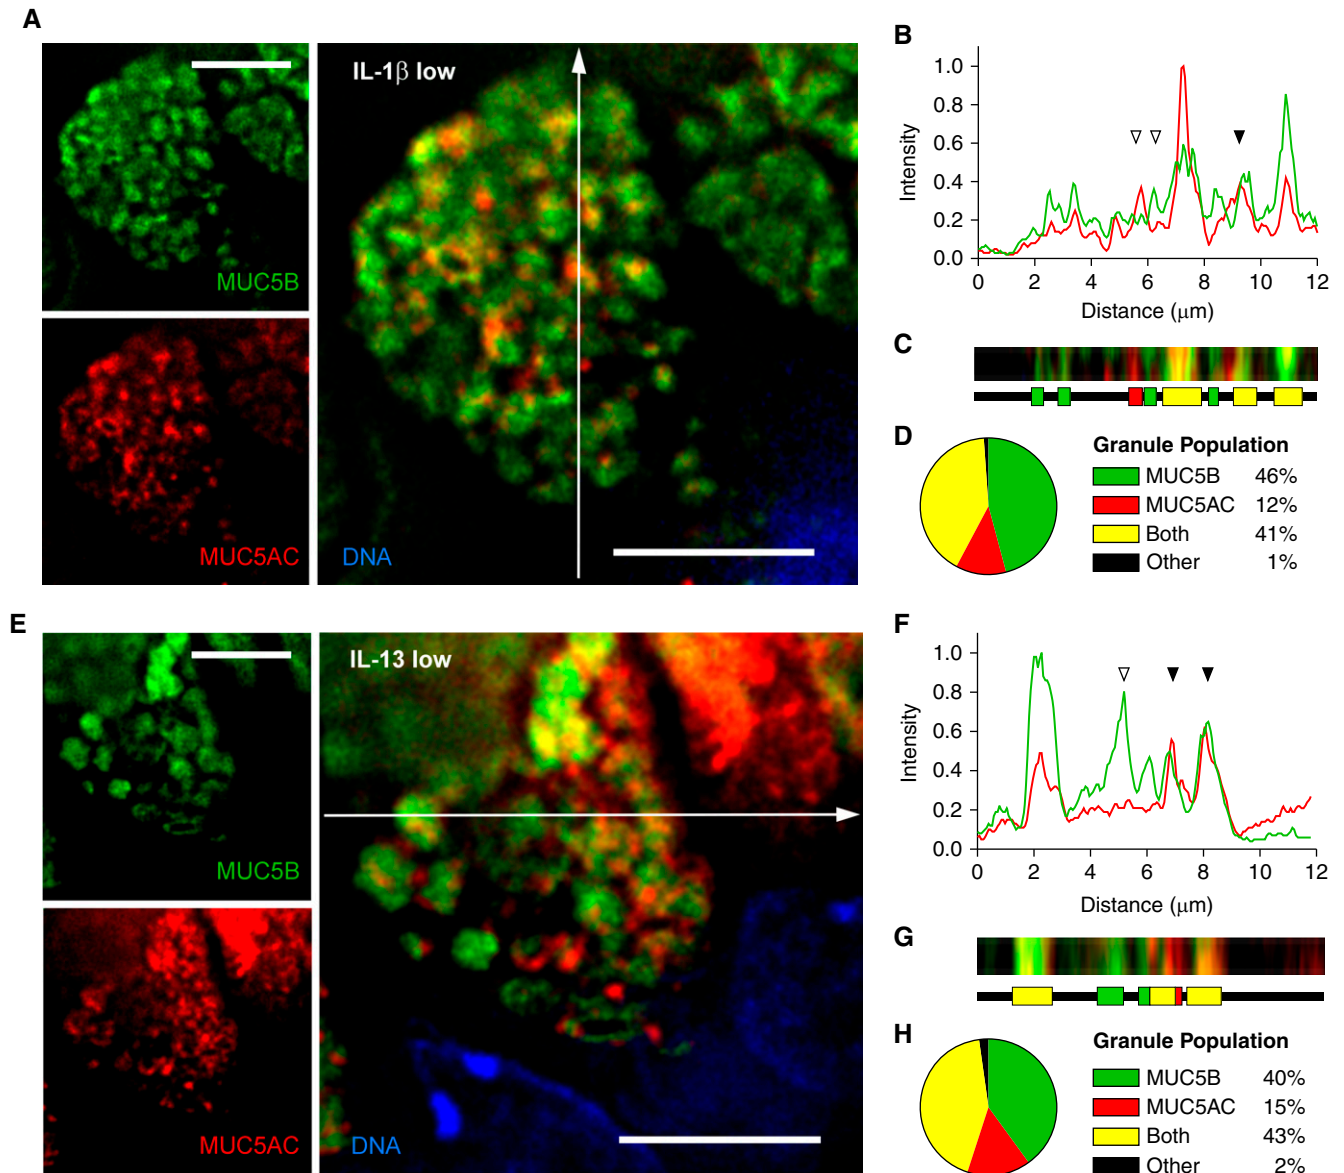 A
MUC5B
MUC5AC
IL-1β low
DNA
B
Intensity
1.0
0.8
0.6
0.4
0.2
0.0
0 2 4 6 8 10 12
Distance (μm)
C
D
Granule Population
MUC5B 46%
MUC5AC 12%
Both 41%
Other 1%
E
MUC5B
MUC5AC
IL-13 low
DNA
F
Intensity
1.0
0.8
0.6
0.4
0.2
0.0
0 2 4 6 8 10 12
Distance (μm)
G
H
Granule Population
MUC5B 40%
MUC5AC 15%
Both 43%
Other 2%